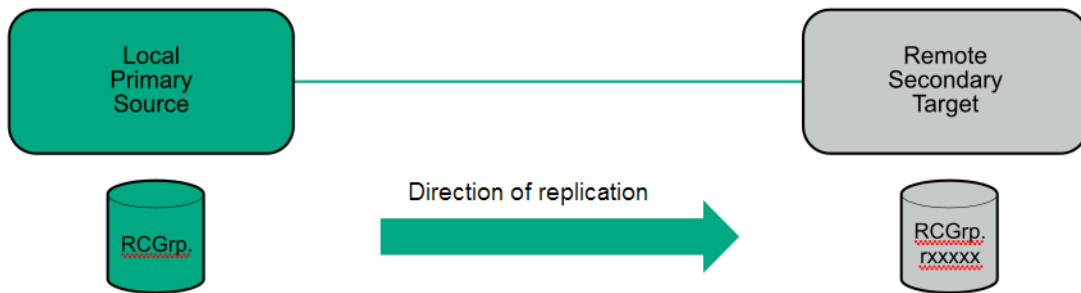 Local
Primary
Source
Remote
Secondary
Target
Direction of replication
RCGrp.
RCGrp.
rxxxxx